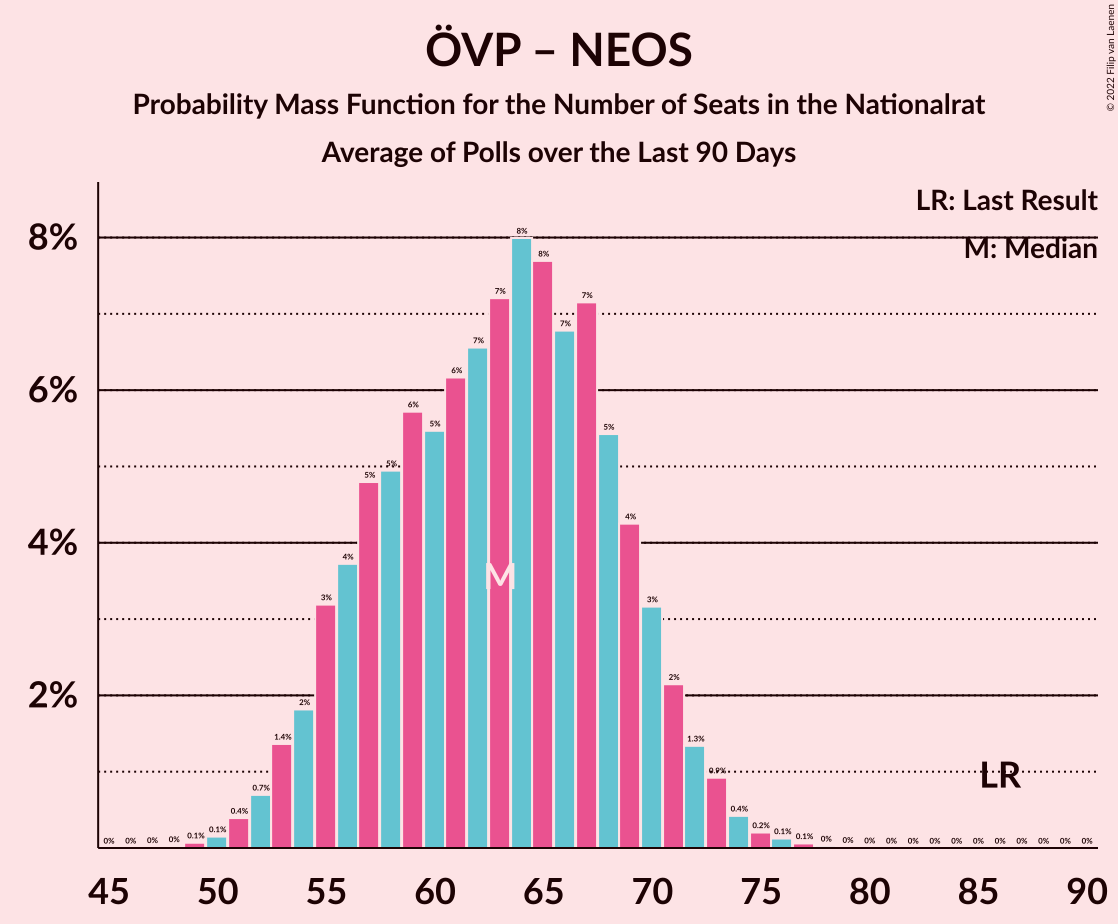 ÖVP – NEOS
Probability Mass Function for the Number of Seats in the Nationalrat
Average of Polls over the Last 90 Days
© 2022 Filip van Laenen
LR: Last Result
M: Median
8%
6%
4%
2%
0% 0% 0% 0% 0.1% 0.1% 0.4% 0.7% 1.4% 2% 3% 4% 5% 5% 6% 5% 6% 7% 7% 8% 8% 7% 7% 5% 4% 3% 2% 1.3% 0.9% 0.4% 0.2% 0.1% 0.1% 0% 0% 0% 0% 0% 0% 0% 0% 0% 0% 0% 0% 0%
M
LR
45 50 55 60 65 70 75 80 85 90